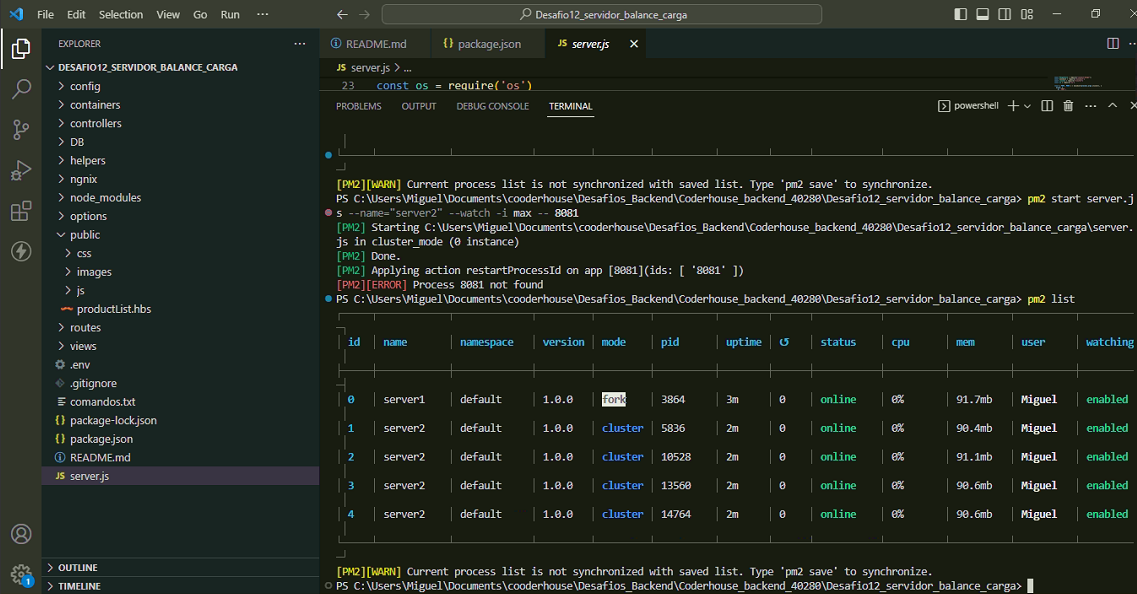 File Edit Selection View Go Run ···
Desafio12_servidor_balance_carga
EXPLORER ···
DESAFIO12_SERVIDOR_BALANCE_CARGA
config
containers
controllers
DB
helpers
ngnix
node_modules
options
public
css
images
js
productList.hbs
routes
views
.env
.gitignore
comandos.txt
{} package-lock.json
{} package.json
README.md
JS server.js
OUTLINE
TIMELINE
1
README.md {} package.json JS server.js
JS server.js > ...
23 const os = require('os')
PROBLEMS OUTPUT DEBUG CONSOLE TERMINAL powershell
[PM2][WARN] Current process list is not synchronized with saved list. Type 'pm2 save' to synchronize.
PS C:\Users\Miguel\Documents\cooderhouse\Desafios_Backend\Coderhouse_backend_40280\Desafio12_servidor_balance_carga> pm2 start server.j
s --name="server2" --watch -i max -- 8081
[PM2] Starting C:\Users\Miguel\Documents\cooderhouse\Desafios_Backend\Coderhouse_backend_40280\Desafio12_servidor_balance_carga\server.
js in cluster_mode (0 instance)
[PM2] Done.
[PM2] Applying action restartProcessId on app [8081](ids: [ '8081' ])
[PM2][ERROR] Process 8081 not found
PS C:\Users\Miguel\Documents\cooderhouse\Desafios_Backend\Coderhouse_backend_40280\Desafio12_servidor_balance_carga> pm2 list
id name namespace version mode pid uptime ↺ status cpu mem user watching
0 server1 default 1.0.0 fork 3864 3m 0 online 0% 91.7mb Miguel enabled
1 server2 default 1.0.0 cluster 5836 2m 0 online 0% 90.4mb Miguel enabled
2 server2 default 1.0.0 cluster 10528 2m 0 online 0% 91.1mb Miguel enabled
3 server2 default 1.0.0 cluster 13560 2m 0 online 0% 90.6mb Miguel enabled
4 server2 default 1.0.0 cluster 14764 2m 0 online 0% 90.6mb Miguel enabled
[PM2][WARN] Current process list is not synchronized with saved list. Type 'pm2 save' to synchronize.
PS C:\Users\Miguel\Documents\cooderhouse\Desafios_Backend\Coderhouse_backend_40280\Desafio12_servidor_balance_carga>